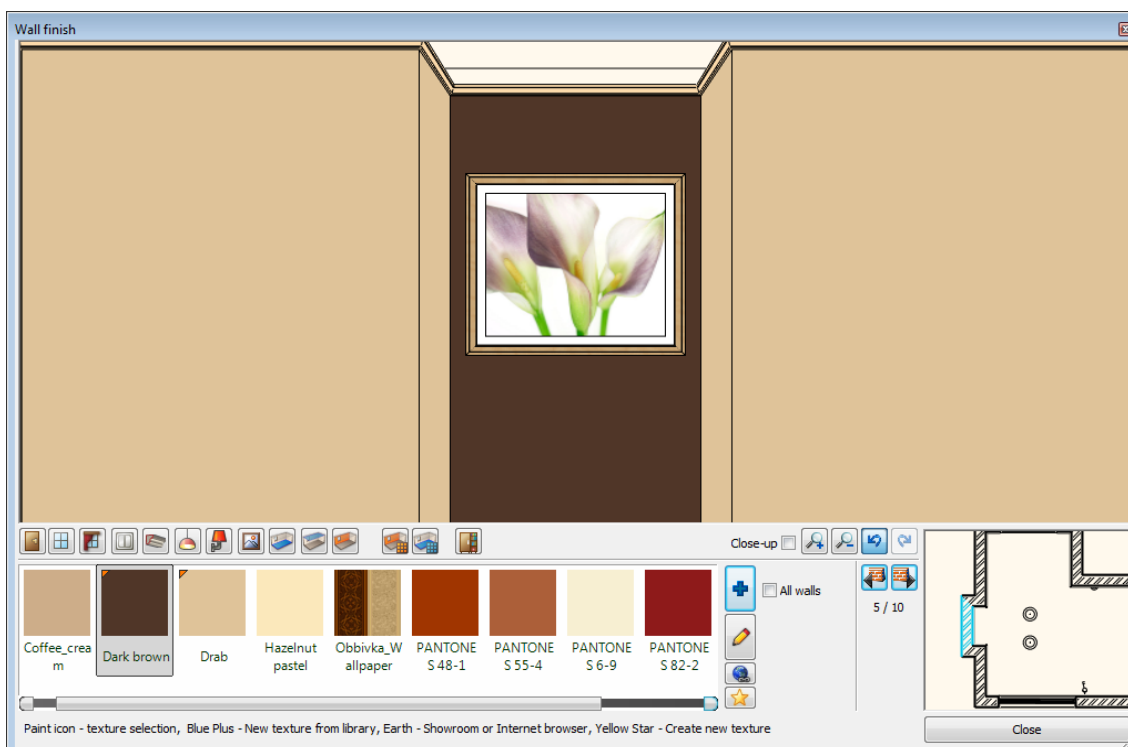 Wall finish
Close-up
Coffee_crea
m
Dark brown
Drab
Hazelnut
pastel
Obbivka_W
allpaper
PANTONE
S 48-1
PANTONE
S 55-4
PANTONE
S 6-9
PANTONE
S 82-2
All walls
5 / 10
Paint icon - texture selection, Blue Plus - New texture from library, Earth - Showroom or Internet browser, Yellow Star - Create new texture
Close